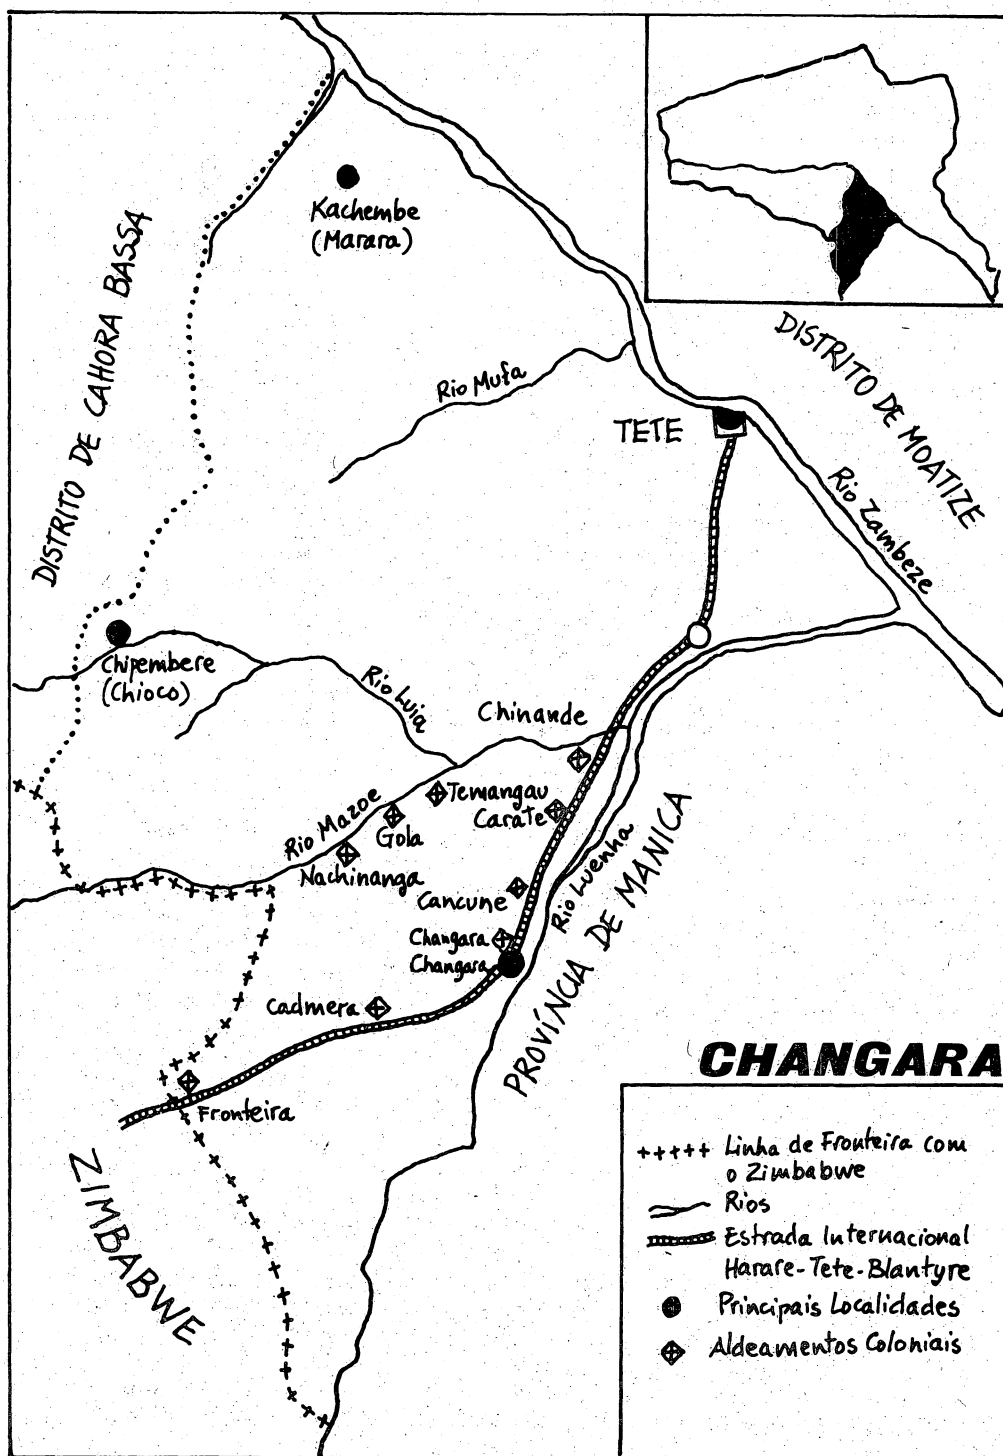 Kachembe
(Marara)
DISTRITO DE CAHORA BASSA
DISTRITO DE MOATIZE
Rio Mufa
TETE
Rio Zambeze
Chipembere
(Chioco)
Rio Luia
Chinande
Temangau
Carate
Rio Mazoe
Gola
Nachinanga
Rio Luenha
PROVÍNCIA DE MANICA
Cancune
Changara
Changara
Cadmera
Fronteira
ZIMBABWE
CHANGARA
Linha de Fronteira com
o Zimbabwe
Rios
Estrada Internacional
Harare-Tete-Blantyre
Principais Localidades
Aldeamentos Coloniais